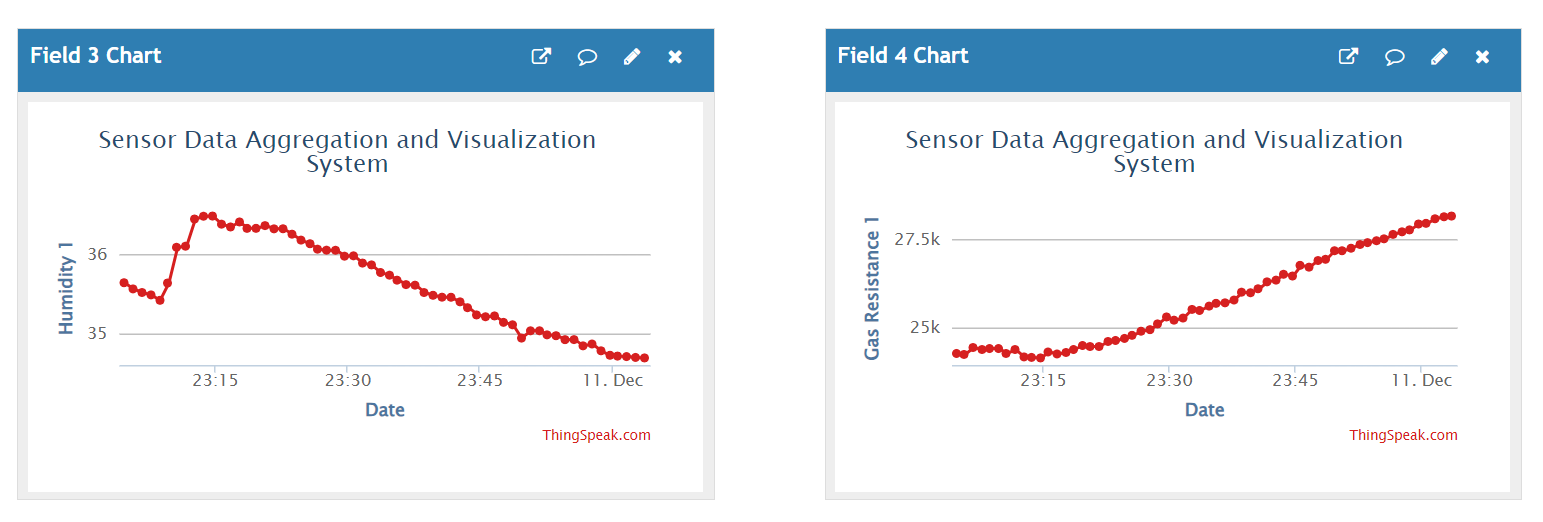 Field 3 Chart
Sensor Data Aggregation and Visualization
System
Humidity 1
36
35
23:15
23:30
23:45
11. Dec
Date
ThingSpeak.com
Field 4 Chart
Sensor Data Aggregation and Visualization
System
Gas Resistance 1
27.5k
25k
23:15
23:30
23:45
11. Dec
Date
ThingSpeak.com